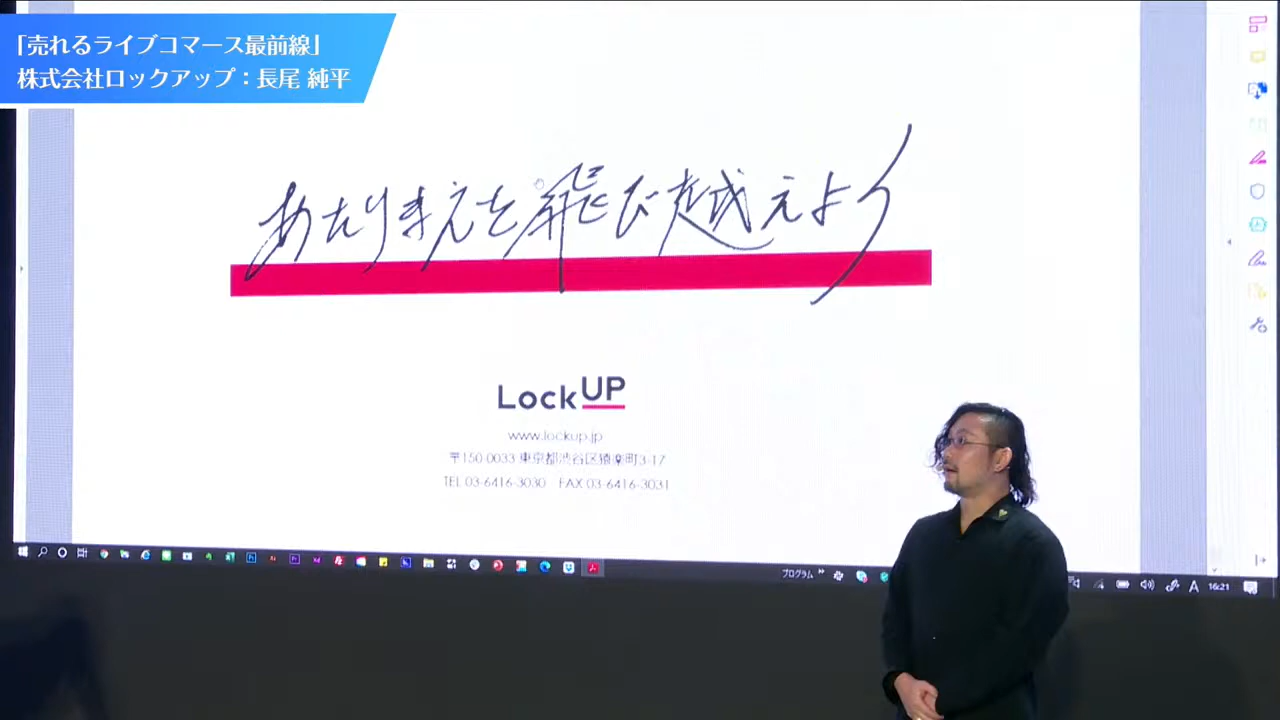 「売れるライブコマース最前線」
株式会社ロックアップ：長尾 純平
あたりまえを飛び越えよう
LockUP
www.lockup.jp
〒150-0033 東京都渋谷区猿楽町3-17
TEL 03-6416-3030 FAX 03-6416-3031
プログラム
A 16:21